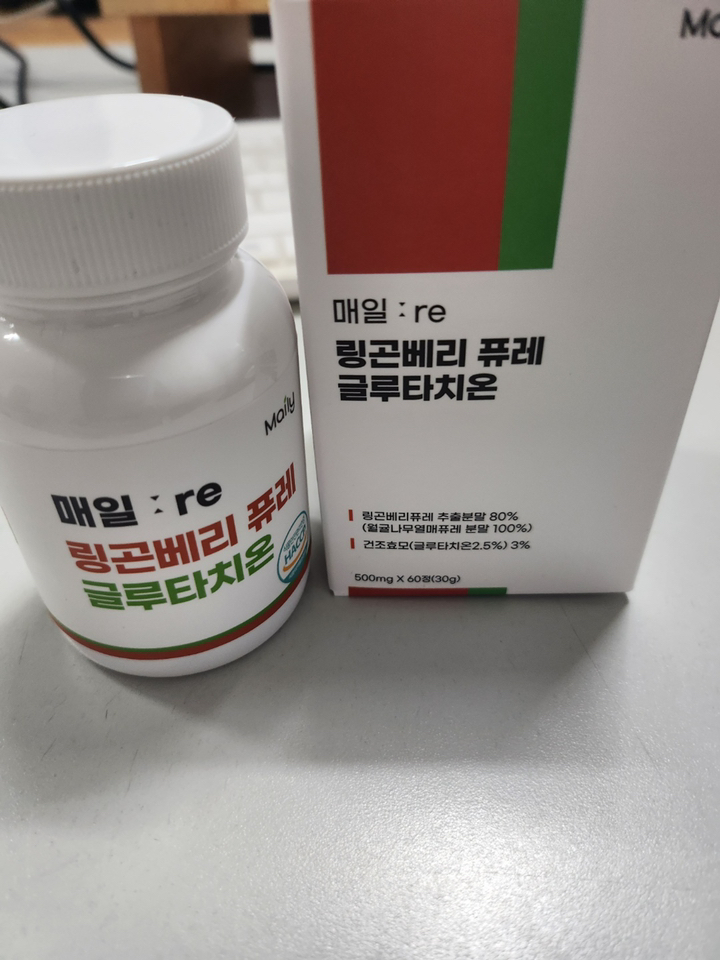 매일 : re
링곤베리 퓨레
글루타치온
링곤베리퓨레 추출분말 80%
(월귤나무열매퓨레 분말 100%)
건조효모(글루타치온2.5%) 3%
500mg X 60정(30g)
Maily
매일 : re
링곤베리 퓨레
글루타치온
HACCP